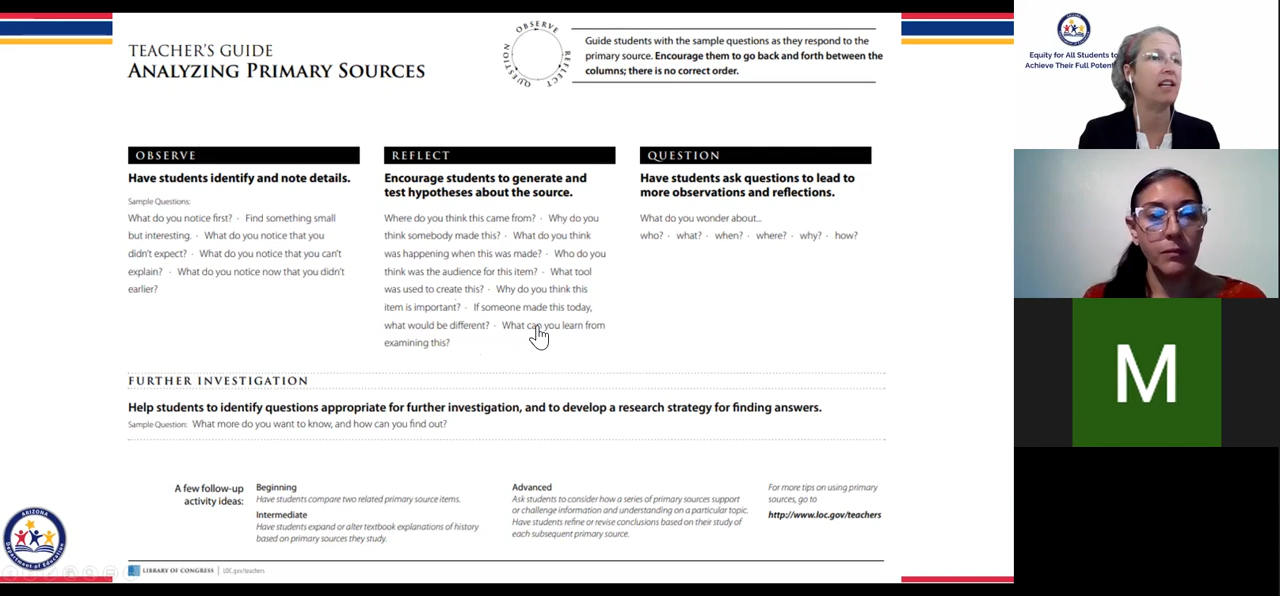 TEACHER'S GUIDE
ANALYZING PRIMARY SOURCES
OBSERVE
REFLECT
QUESTION
Guide students with the sample questions as they respond to the
primary source. Encourage them to go back and forth between the
columns; there is no correct order.
OBSERVE
Have students identify and note details.
Sample Questions:
What do you notice first? · Find something small
but interesting. · What do you notice that you
didn't expect? · What do you notice that you can't
explain? · What do you notice now that you didn't
earlier?
REFLECT
Encourage students to generate and
test hypotheses about the source.
Where do you think this came from? · Why do you
think somebody made this? · What do you think
was happening when this was made? · Who do you
think was the audience for this item? · What tool
was used to create this? · Why do you think this
item is important? · If someone made this today,
what would be different? · What can you learn from
examining this?
QUESTION
Have students ask questions to lead to
more observations and reflections.
What do you wonder about...
who? · what? · when? · where? · why? · how?
FURTHER INVESTIGATION
Help students to identify questions appropriate for further investigation, and to develop a research strategy for finding answers.
Sample Question: What more do you want to know, and how can you find out?
A few follow-up
activity ideas:
Beginning
Have students compare two related primary source items.
Intermediate
Have students expand or alter textbook explanations of history
based on primary sources they study.
Advanced
Ask students to consider how a series of primary sources support
or challenge information and understanding on a particular topic.
Have students refine or revise conclusions based on their study of
each subsequent primary source.
For more tips on using primary
sources, go to
http://www.loc.gov/teachers
LIBRARY OF CONGRESS | LOC.gov/teachers
ARIZONA
Department of Education
Equity for All Students to
Achieve Their Full Poten
M